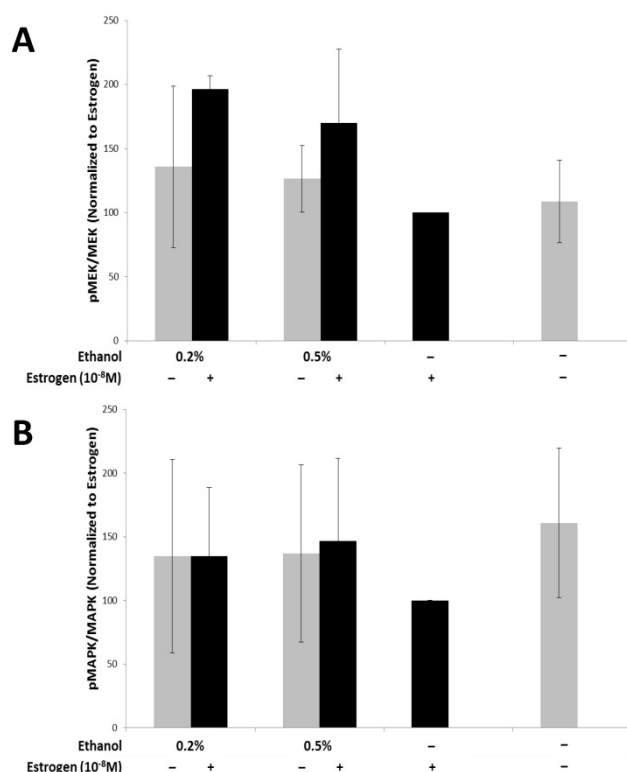 A
pMEK/MEK (Normalized to Estrogen)
250
200
150
100
50
0
Ethanol 0.2% 0.5% – –
Estrogen (10⁻⁸M) – + – + + –
B
pMAPK/MAPK (Normalized to Estrogen)
250
200
150
100
50
0
Ethanol 0.2% 0.5% – –
Estrogen (10⁻⁸M) – + – + + –